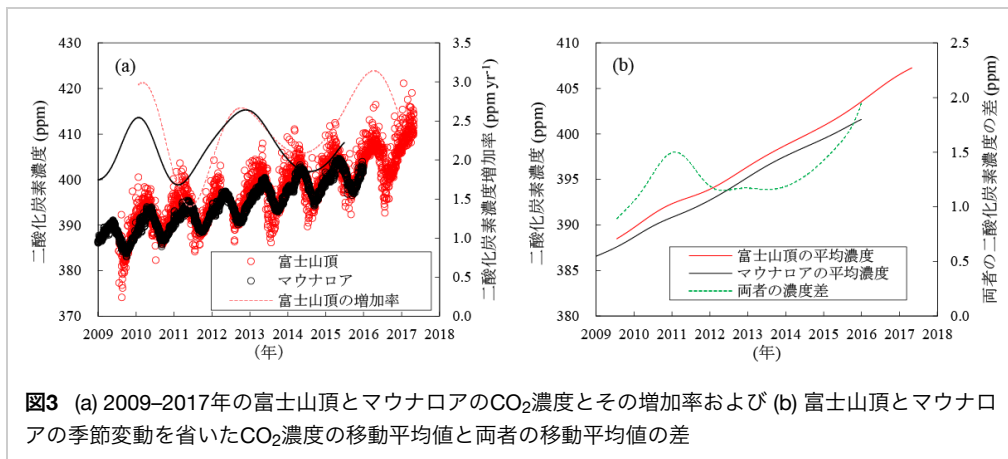 430
420
410
400
390
380
370
二酸化炭素濃度 (ppm)
(a)
富士山頂
マウナロア
富士山頂の増加率
3.5
3.0
2.5
2.0
1.5
1.0
0.5
0.0
二酸化炭素濃度増加率 (ppm yr⁻¹)
2009 2010 2011 2012 2013 2014 2015 2016 2017 2018
(年)
410
405
400
395
390
385
380
二酸化炭素濃度 (ppm)
(b)
富士山頂の平均濃度
マウナロアの平均濃度
両者の濃度差
2.5
2.0
1.5
1.0
0.5
0.0
両者の二酸化炭素濃度の差 (ppm)
2009 2010 2011 2012 2013 2014 2015 2016 2017 2018
(年)
図3 (a) 2009–2017年の富士山頂とマウナロアのCO₂濃度とその増加率および (b) 富士山頂とマウナロ
アの季節変動を省いたCO₂濃度の移動平均値と両者の移動平均値の差